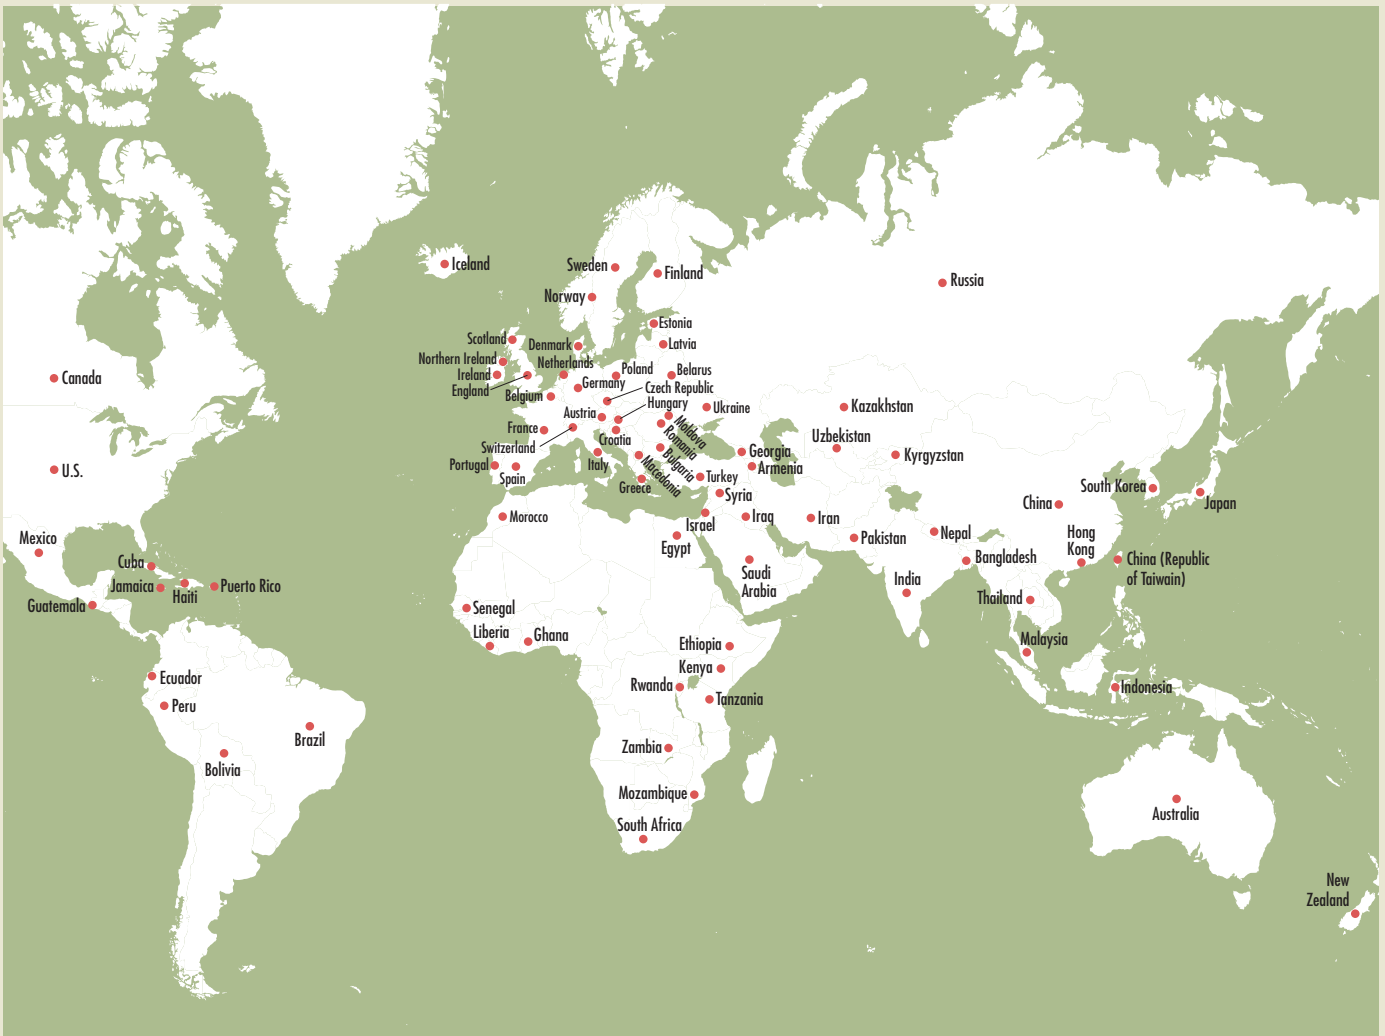 Iceland
Sweden
Finland
Russia
Norway
Estonia
Scotland
Denmark
Latvia
Northern Ireland
Netherlands
Ireland
Poland
Belarus
Canada
England
Germany
Czech Republic
Belgium
Hungary
Ukraine
Kazakhstan
Austria
Moldova
France
Romania
Croatia
Uzbekistan
Switzerland
Georgia
Kyrgyzstan
Portugal
Italy
Bulgaria
Armenia
U.S.
Spain
Macedonia
Turkey
Greece
Syria
South Korea
Japan
China
Morocco
Israel
Iraq
Iran
Mexico
Egypt
Pakistan
Nepal
Hong
Kong
Cuba
Bangladesh
China (Republic
of Taiwain)
Jamaica
Haiti
Puerto Rico
Saudi
Arabia
India
Guatemala
Senegal
Thailand
Liberia
Ghana
Ethiopia
Malaysia
Kenya
Ecuador
Rwanda
Indonesia
Peru
Tanzania
Brazil
Zambia
Bolivia
Mozambique
Australia
South Africa
New
Zealand